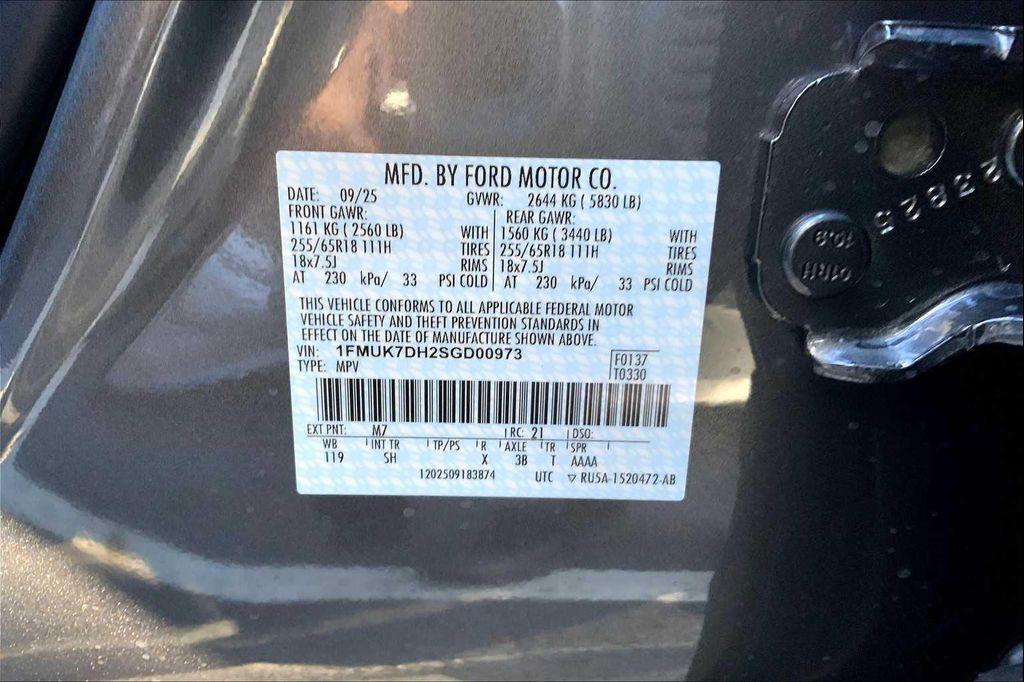 MFD. BY FORD MOTOR CO.
DATE: 09/25 GVWR: 2644 KG ( 5830 LB)
FRONT GAWR: REAR GAWR:
1161 KG ( 2560 LB) WITH 1560 KG ( 3440 LB) WITH
255/65R18 111H TIRES 255/65R18 111H TIRES
18x7.5J RIMS 18x7.5J RIMS
AT 230 kPa/ 33 PSI COLD AT 230 kPa/ 33 PSI COLD
THIS VEHICLE CONFORMS TO ALL APPLICABLE FEDERAL MOTOR
VEHICLE SAFETY AND THEFT PREVENTION STANDARDS IN
EFFECT ON THE DATE OF MANUFACTURE SHOWN ABOVE.
VIN: 1FMUK7DH2SGD00973 F0137
TYPE: MPV T0330
EXT PNT: M7 RC: 21 DSO:
WB INT TR TP/PS R AXLE TR SPR
119 SH X 3B T AAAA
1202509183874 UTC ▽ RU5A-1520472-AB
23825
10.9
01RH